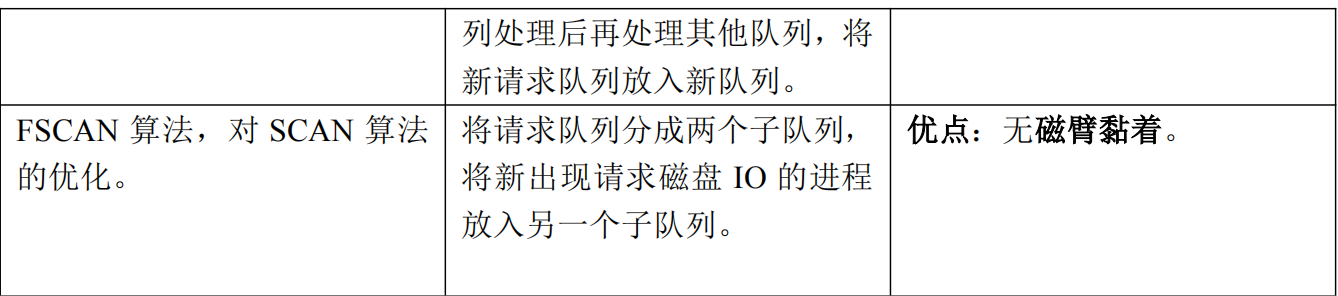 列处理后再处理其他队列，将
新请求队列放入新队列。
FSCAN 算法，对 SCAN 算法
的优化。
将请求队列分成两个子队列，
将新出现请求磁盘 IO 的进程
放入另一个子队列。
优点：无磁臂黏着。